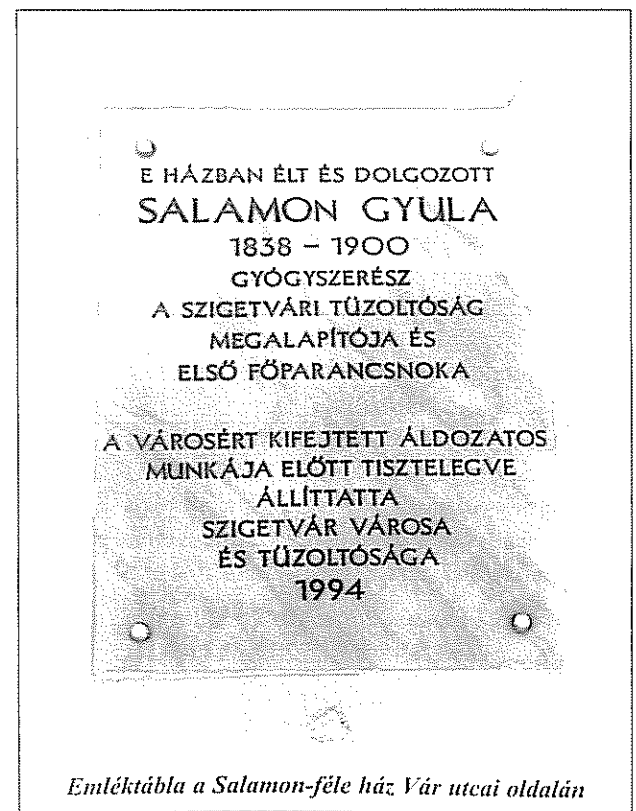 E HÁZBAN ÉLT ÉS DOLGOZOTT
SALAMON GYULA
1838 – 1900
GYÓGYSZERÉSZ
A SZIGETVÁRI TŰZOLTÓSÁG
MEGALAPÍTÓJA ÉS
ELSŐ FŐPARANCSNOKA
A VÁROSÉRT KIFEJTETT ÁLDOZATOS
MUNKÁJA ELŐTT TISZTELEGVE
ÁLLÍTTATTA
SZIGETVÁR VÁROSA
ÉS TŰZOLTÓSÁGA
1994
Emléktábla a Salamon-féle ház Vár utcai oldalán